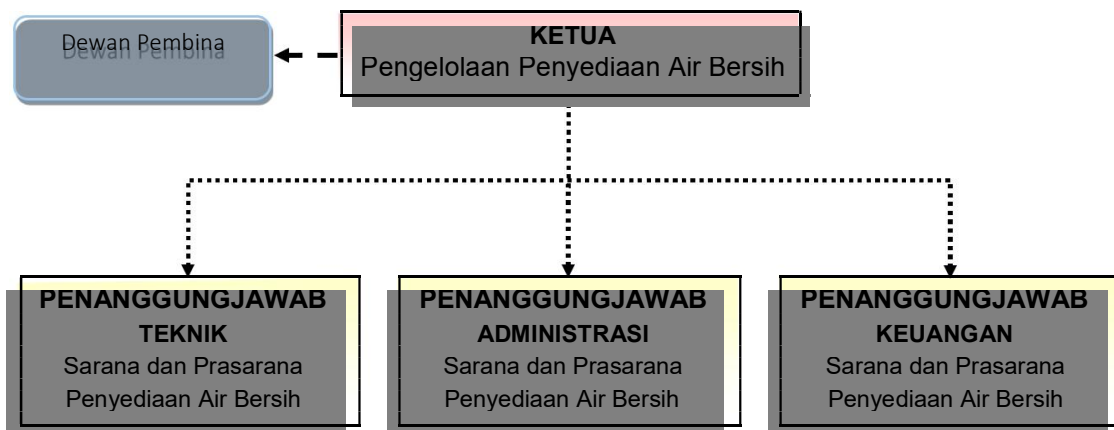 Dewan Pembina
KETUA
Pengelolaan Penyediaan Air Bersih
PENANGGUNGJAWAB
TEKNIK
Sarana dan Prasarana
Penyediaan Air Bersih
PENANGGUNGJAWAB
ADMINISTRASI
Sarana dan Prasarana
Penyediaan Air Bersih
PENANGGUNGJAWAB
KEUANGAN
Sarana dan Prasarana
Penyediaan Air Bersih